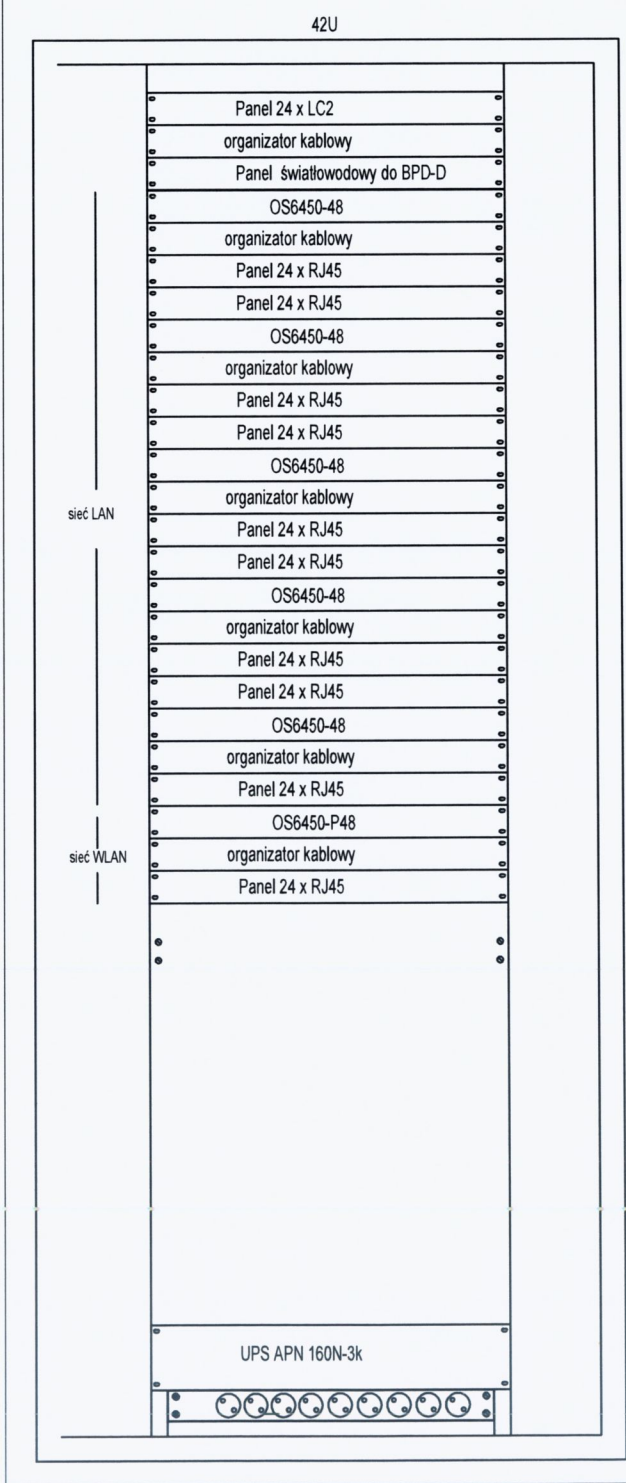 42U
Panel 24 x LC2
organizator kablowy
Panel światłowodowy do BPD-D
OS6450-48
organizator kablowy
Panel 24 x RJ45
Panel 24 x RJ45
OS6450-48
organizator kablowy
Panel 24 x RJ45
Panel 24 x RJ45
OS6450-48
organizator kablowy
sieć LAN
Panel 24 x RJ45
Panel 24 x RJ45
OS6450-48
organizator kablowy
Panel 24 x RJ45
Panel 24 x RJ45
OS6450-48
organizator kablowy
Panel 24 x RJ45
OS6450-P48
organizator kablowy
sieć WLAN
Panel 24 x RJ45
UPS APN 160N-3k